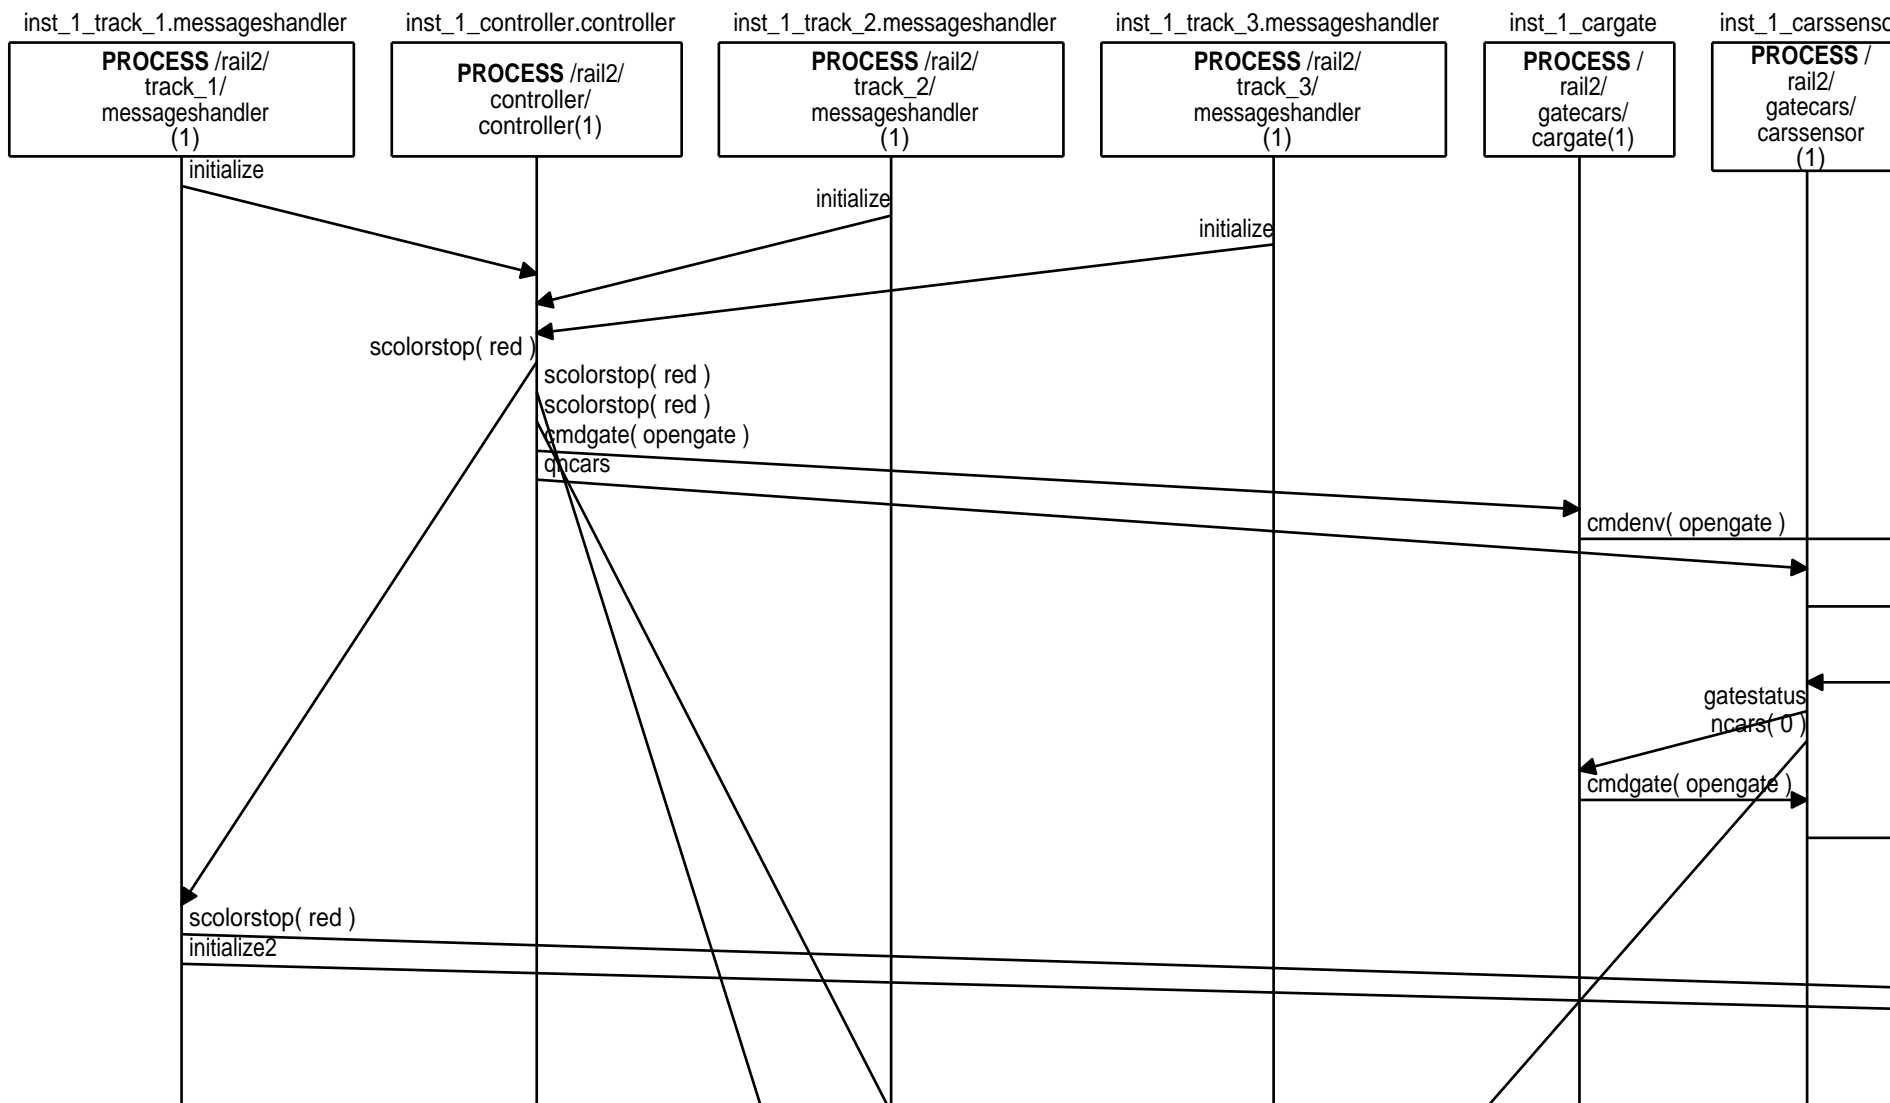 inst_1_track_1.messageshandler
inst_1_controller.controller
inst_1_track_2.messageshandler
inst_1_track_3.messageshandler
inst_1_cargate
inst_1_carssenso
PROCESS /rail2/
track_1/
messageshandler
(1)
PROCESS /rail2/
controller/
controller(1)
PROCESS /rail2/
track_2/
messageshandler
(1)
PROCESS /rail2/
track_3/
messageshandler
(1)
PROCESS /
rail2/
gatecars/
cargate(1)
PROCESS /
rail2/
gatecars/
carssensor
(1)
initialize
initialize
initialize
scolorstop( red )
scolorstop( red )
scolorstop( red )
cmdgate( opengate )
qncars
cmdenv( opengate )
gatestatus
ncars( 0 )
cmdgate( opengate )
scolorstop( red )
initialize2